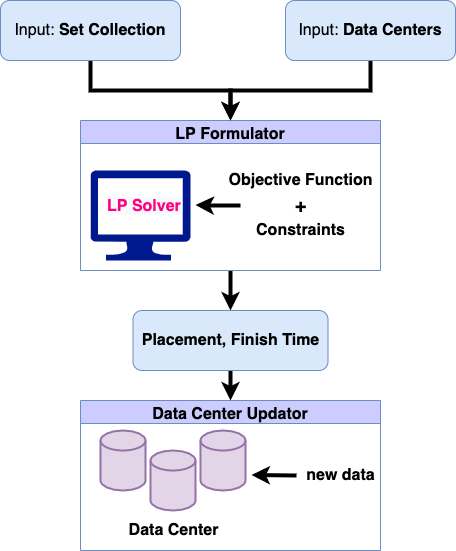 Input: Set Collection
Input: Data Centers
LP Formulator
LP Solver
Objective Function
+
Constraints
Placement, Finish Time
Data Center Updator
new data
Data Center